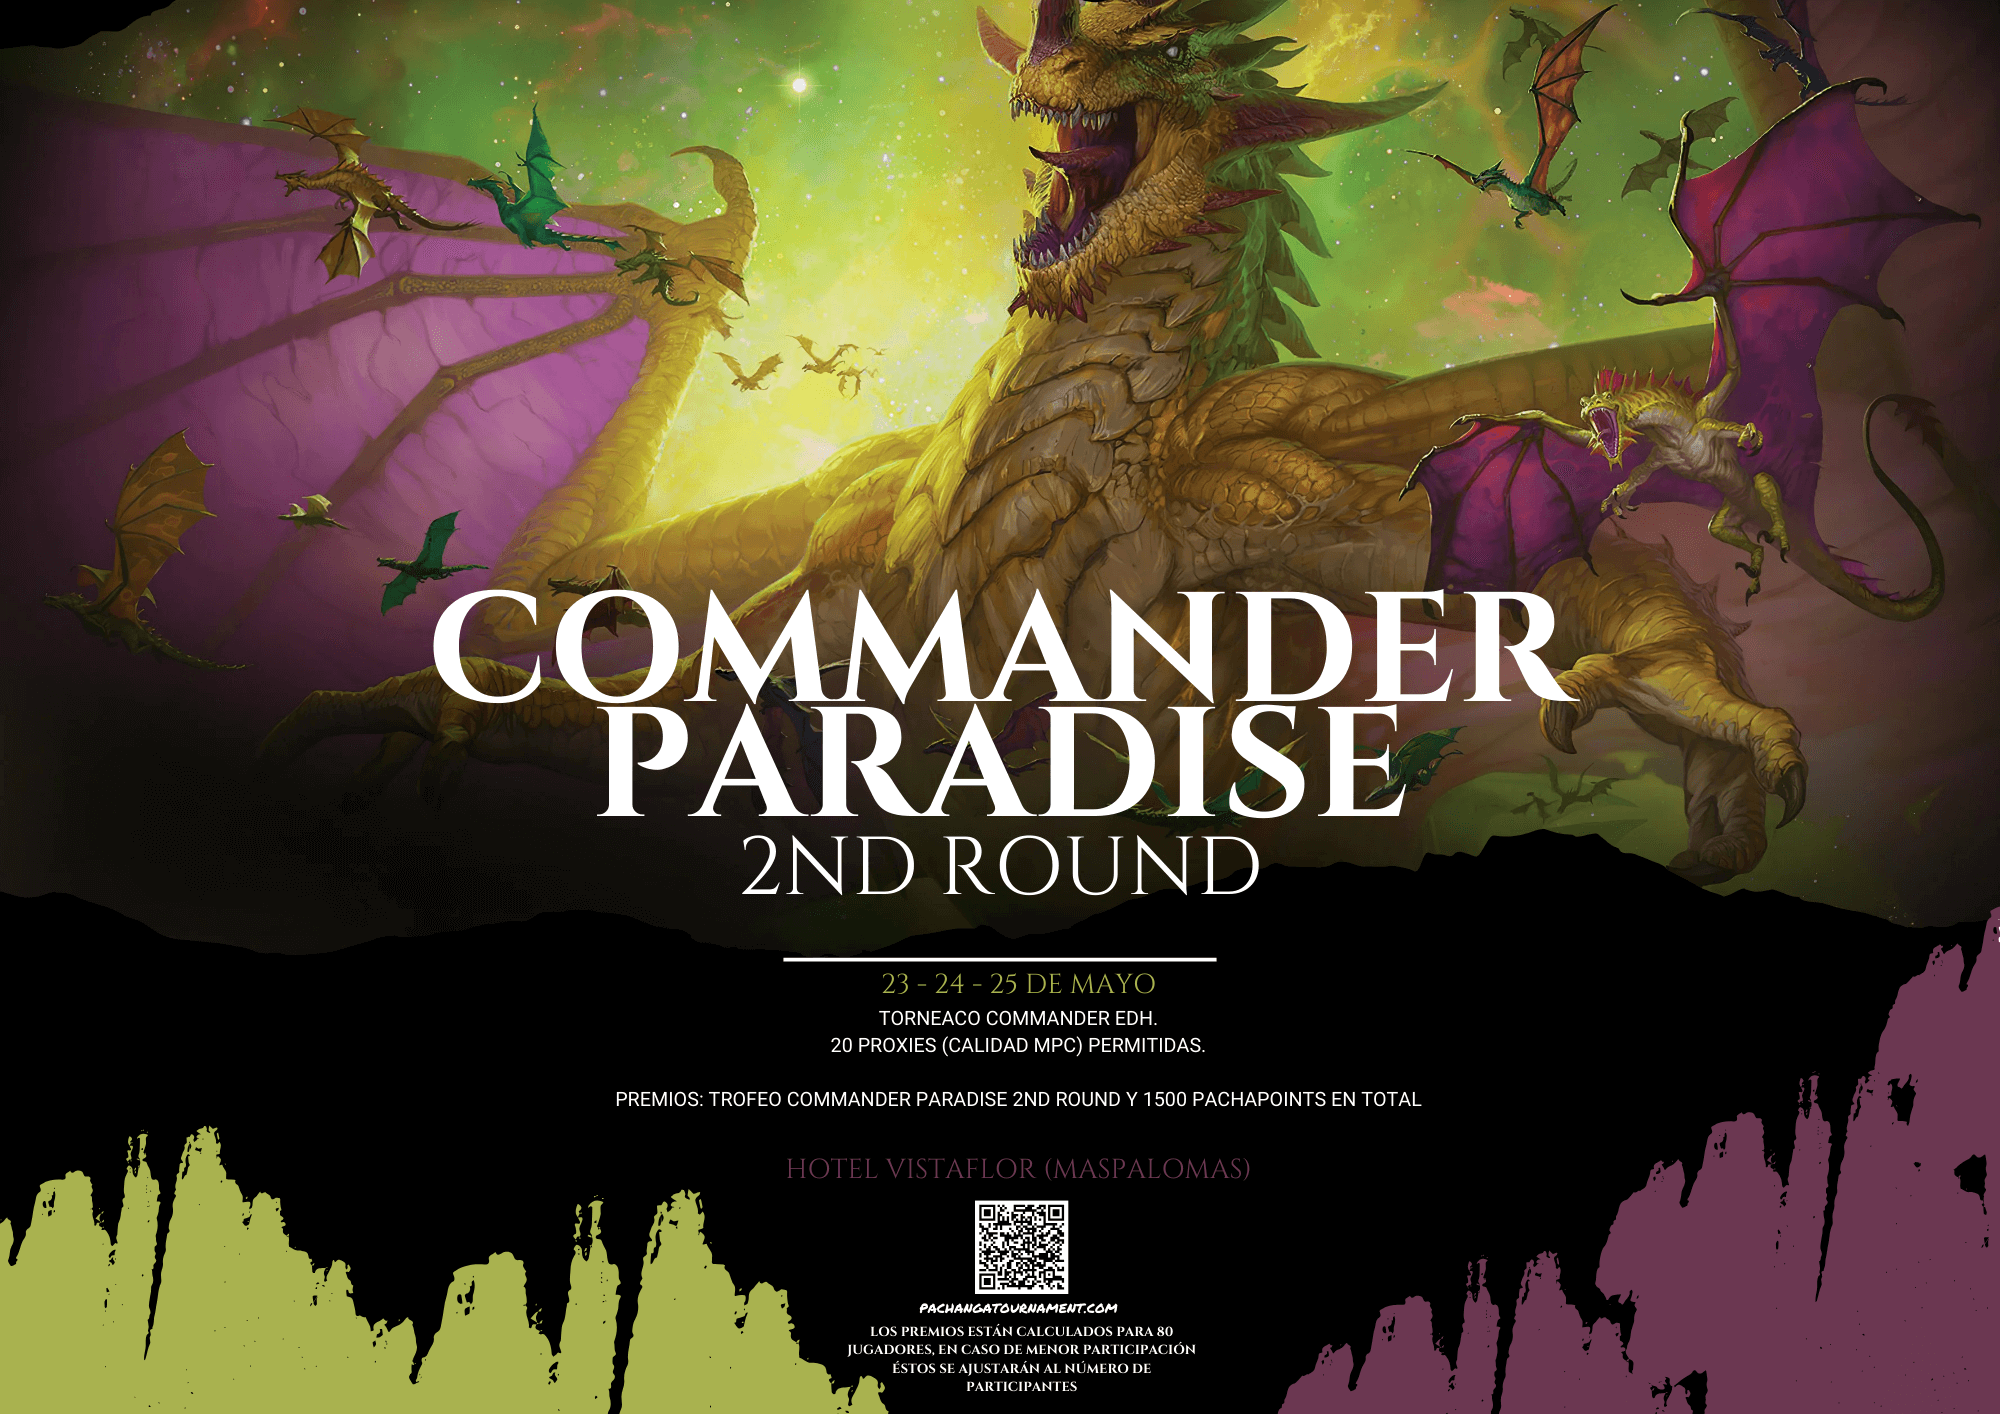 COMMANDER
PARADISE
2ND ROUND
23 - 24 - 25 DE MAYO
TORNEACO COMMANDER EDH.
20 PROXIES (CALIDAD MPC) PERMITIDAS.
PREMIOS: TROFEO COMMANDER PARADISE 2ND ROUND Y 1500 PACHAPOINTS EN TOTAL
HOTEL VISTAFLOR (MASPALOMAS)
PACHANGATOURNAMENT.COM
LOS PREMIOS ESTÁN CALCULADOS PARA 80
JUGADORES, EN CASO DE MENOR PARTICIPACIÓN
ÉSTOS SE AJUSTARÁN AL NÚMERO DE
PARTICIPANTES